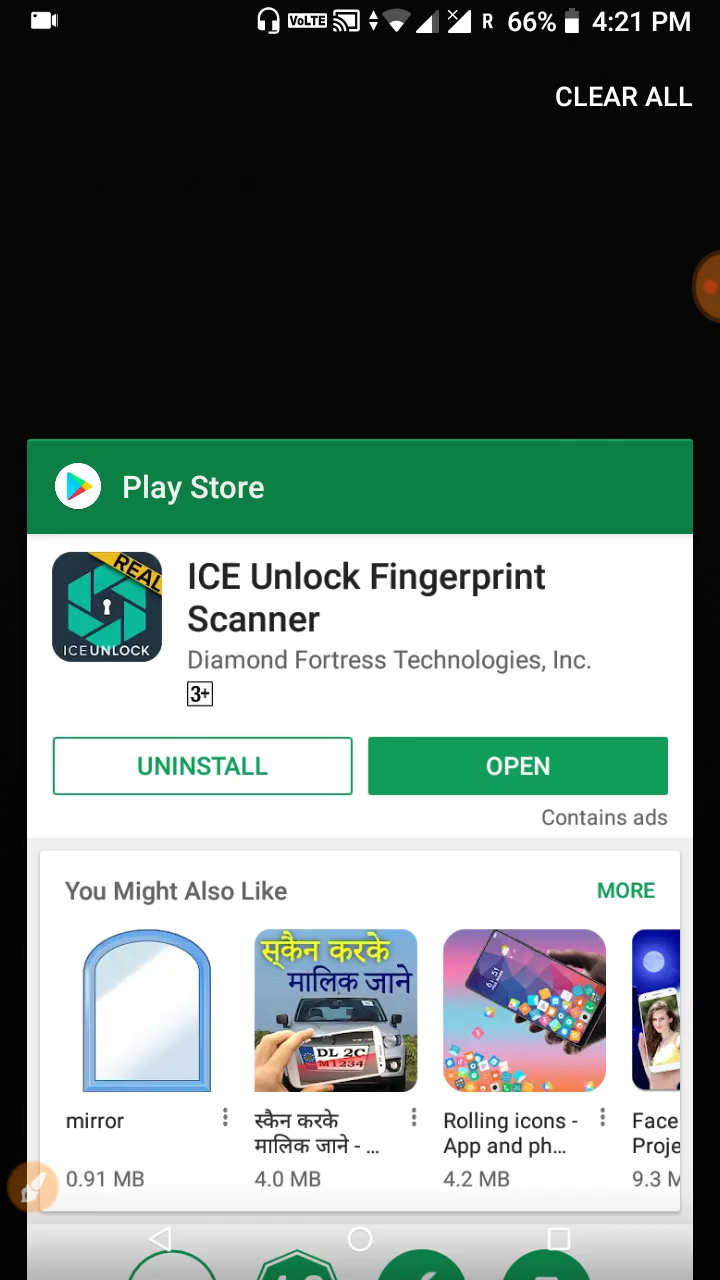 VoLTE R 66% 4:21 PM
CLEAR ALL
Play Store
REAL
ICEUNLOCK
ICE Unlock Fingerprint
Scanner
Diamond Fortress Technologies, Inc.
3+
UNINSTALL
OPEN
Contains ads
You Might Also Like
MORE
स्कैन करके
मालिक जाने
DL 2C
M1234
mirror
0.91 MB
स्कैन करके
मालिक जाने - ...
4.0 MB
Rolling icons -
App and ph...
4.2 MB
Face
Proje
9.3 M